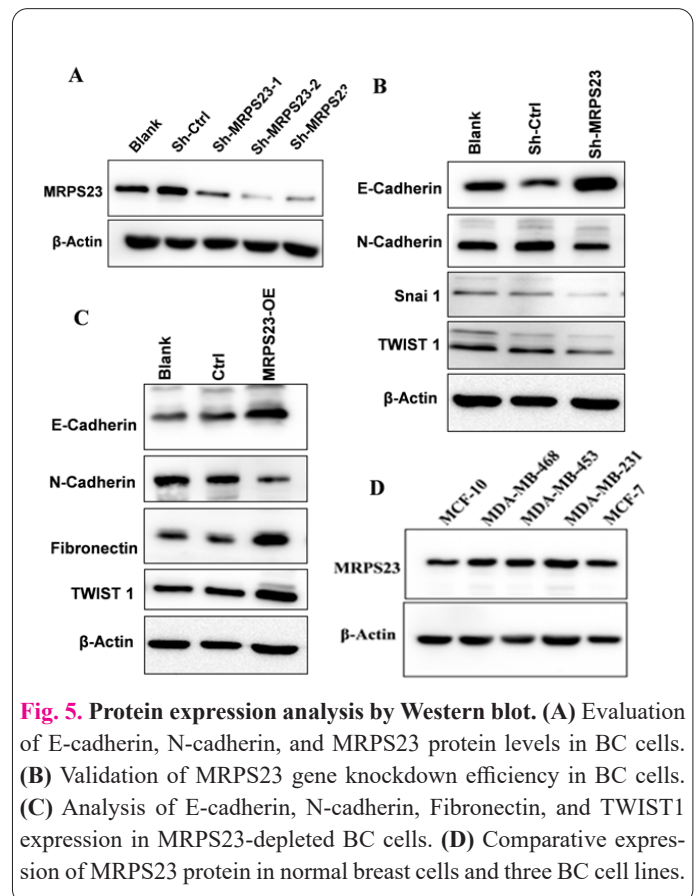 A
Blank
Sh-Ctrl
Sh-MRPS23-1
Sh-MRPS23-2
MRPS23
β-Actin
B
Blank
Sh-Ctrl
Sh-MRPS23
E-Cadherin
N-Cadherin
Snai 1
TWIST 1
β-Actin
C
Blank
Ctrl
MRPS23-OE
E-Cadherin
N-Cadherin
Fibronectin
TWIST 1
β-Actin
D
MCF-10
MDA-MB-468
MDA-MB-453
MDA-MB-231
MCF-7
MRPS23
β-Actin
Fig. 5. Protein expression analysis by Western blot. (A) Evaluation
of E-cadherin, N-cadherin, and MRPS23 protein levels in BC cells.
(B) Validation of MRPS23 gene knockdown efficiency in BC cells.
(C) Analysis of E-cadherin, N-cadherin, Fibronectin, and TWIST1
expression in MRPS23-depleted BC cells. (D) Comparative expres-
sion of MRPS23 protein in normal breast cells and three BC cell lines.